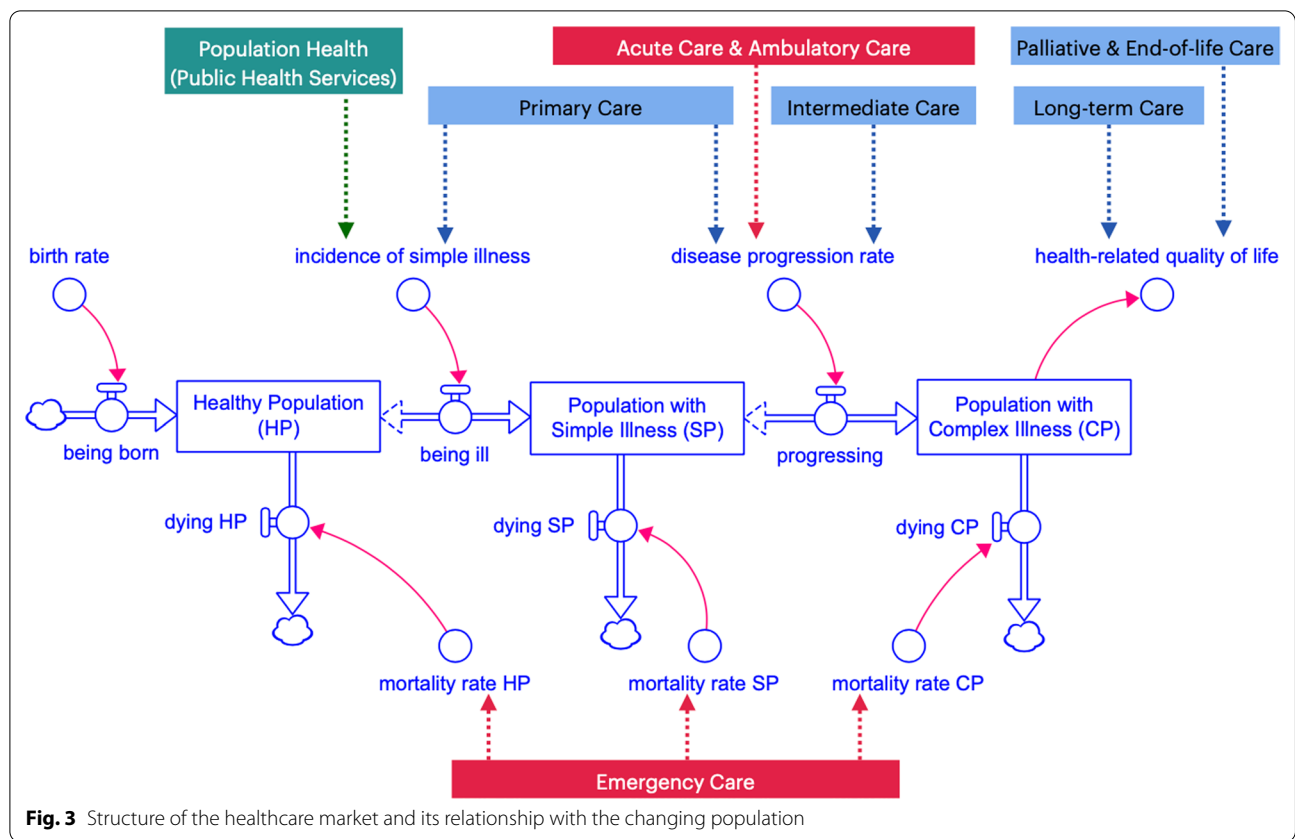 Population Health
(Public Health Services)
Acute Care & Ambulatory Care
Palliative & End-of-life Care
Primary Care
Intermediate Care
Long-term Care
birth rate
incidence of simple illness
disease progression rate
health-related quality of life
Healthy Population
(HP)
Population with
Simple Illness (SP)
Population with
Complex Illness (CP)
being born
being ill
progressing
dying HP
dying SP
dying CP
mortality rate HP
mortality rate SP
mortality rate CP
Emergency Care
Fig. 3 Structure of the healthcare market and its relationship with the changing population